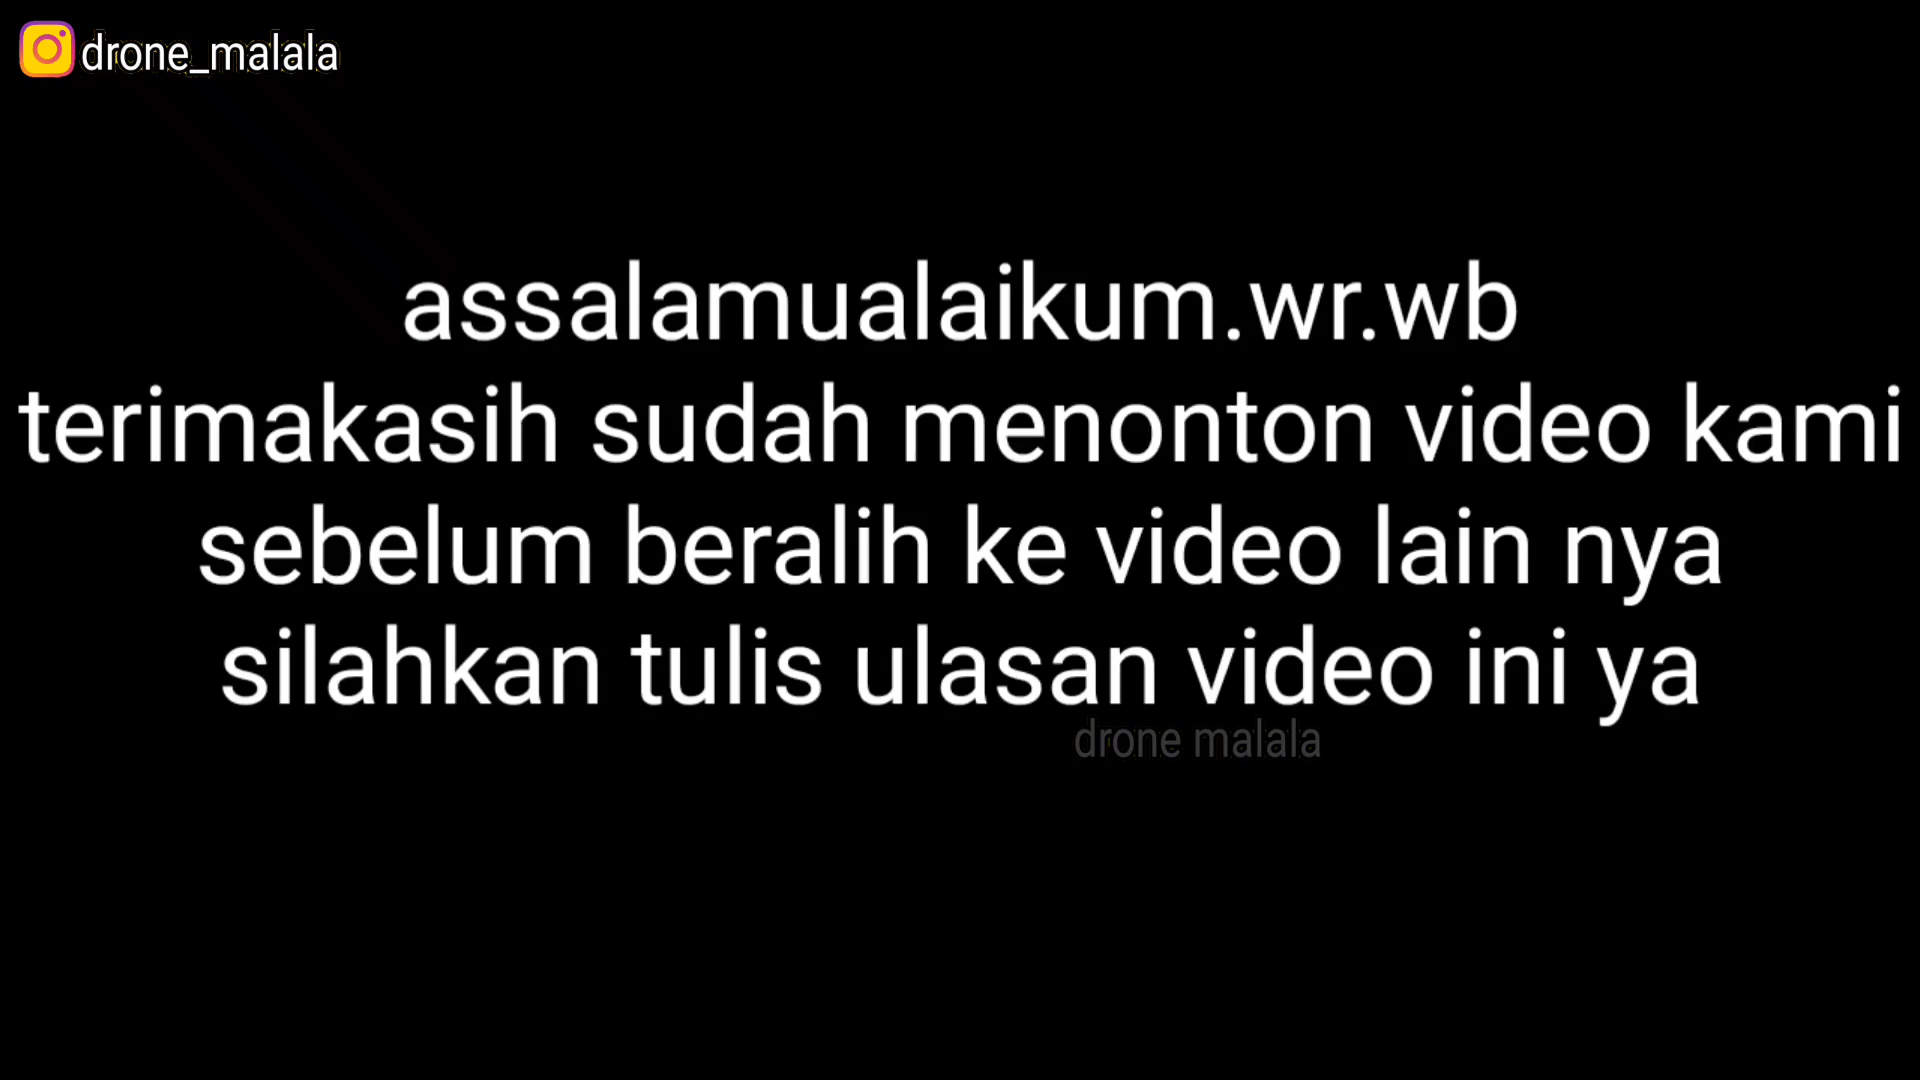 drone_malala
assalamualaikum.wr.wb
terimakasih sudah menonton video kami
sebelum beralih ke video lain nya
silahkan tulis ulasan video ini ya
drone malala